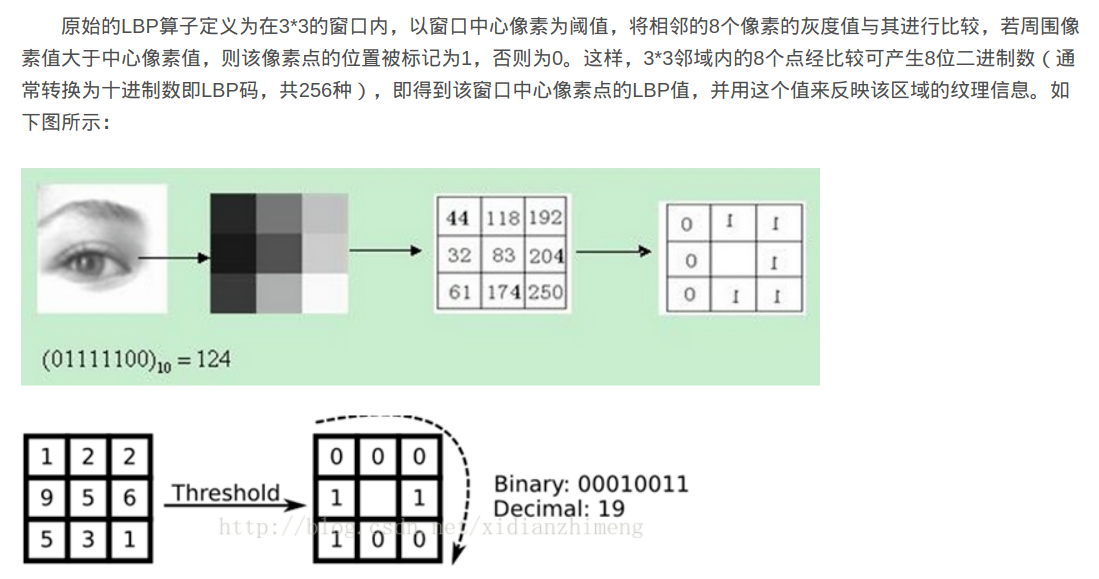 原始的LBP算子定义为在3*3的窗口内，以窗口中心像素为阈值，将相邻的8个像素的灰度值与其进行比较，若周围像
素值大于中心像素值，则该像素点的位置被标记为1，否则为0。这样，3*3邻域内的8个点经比较可产生8位二进制数（通
常转换为十进制数即LBP码，共256种），即得到该窗口中心像素点的LBP值，并用这个值来反映该区域的纹理信息。如
下图所示：
44 118 192
32 83 204
61 174 250
0 1 1
0 1
0 1 1
(01111100)10 = 124
1 2 2
9 5 6
5 3 1
Threshold
0 0 0
1 1
1 0 0
Binary: 00010011
Decimal: 19
http://blog.csdn.net/xidianzhimeng